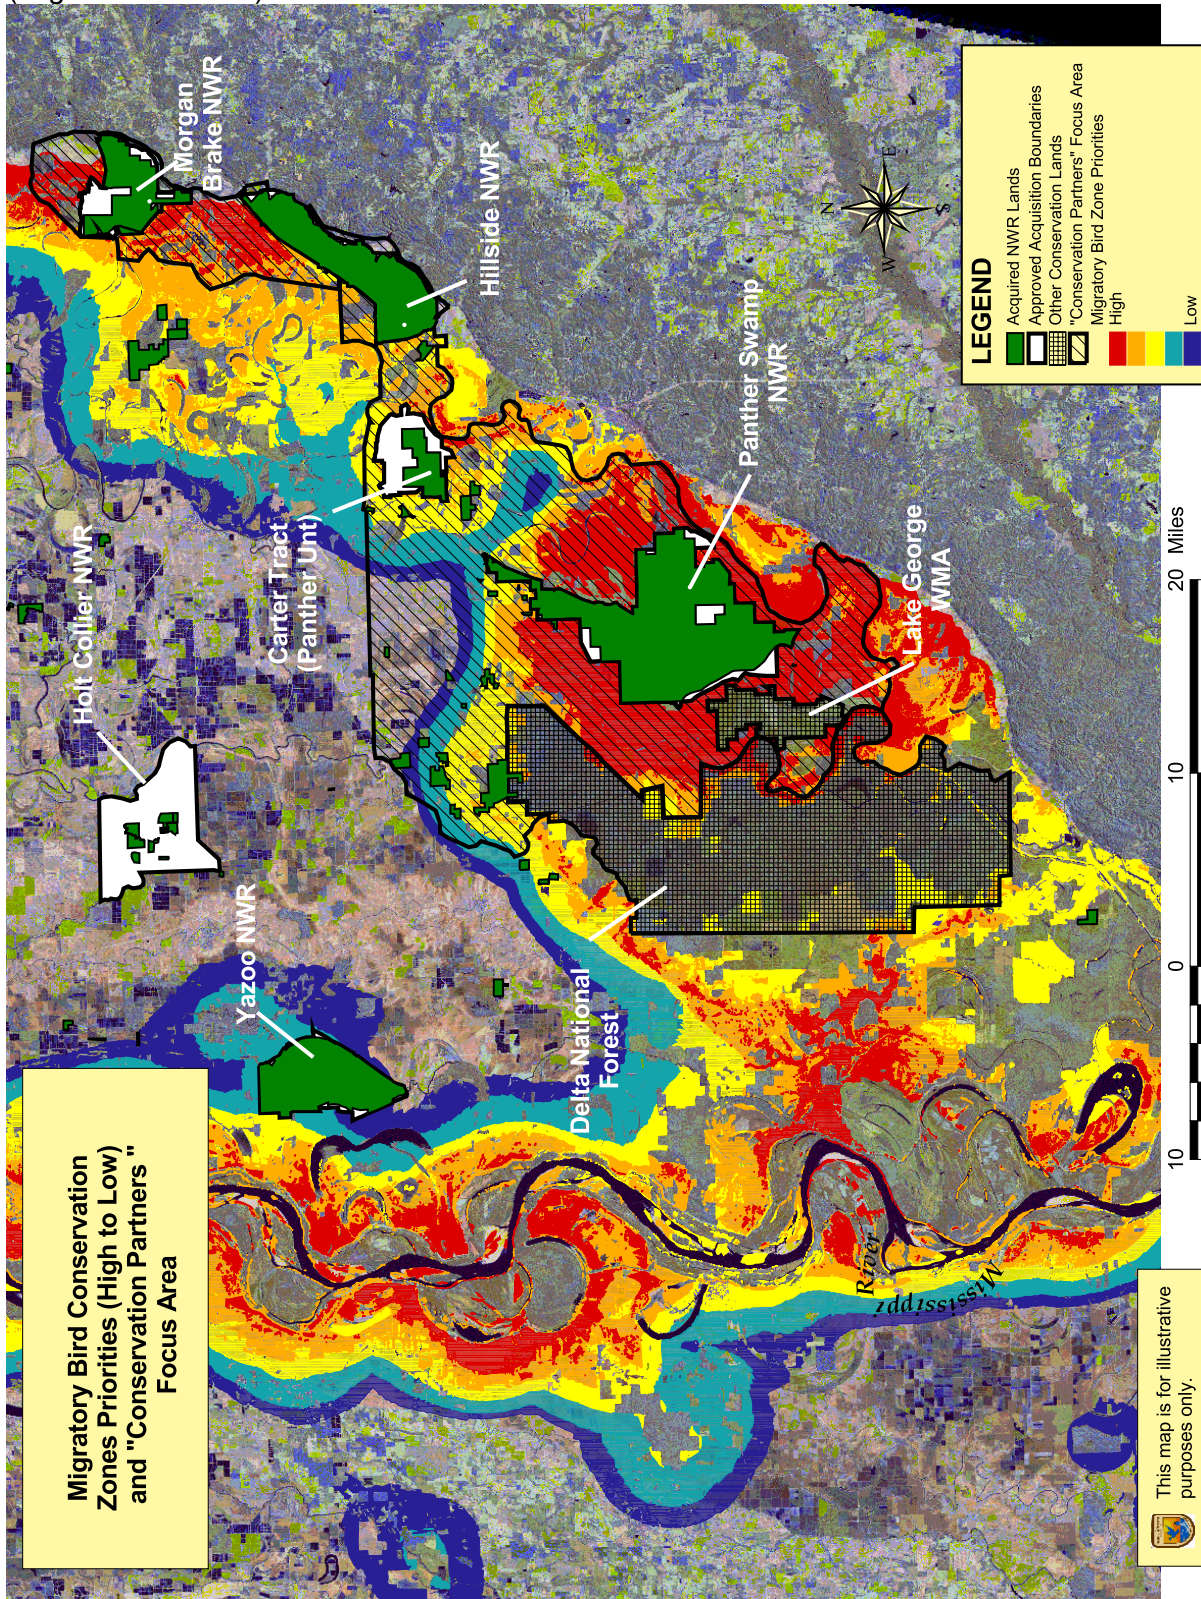 Migratory Bird Conservation
Zones Priorities (High to Low)
and "Conservation Partners "
Focus Area
Morgan
Brake NWR
Hillside NWR
Holt Collier NWR
Carter Tract
(Panther Unt)
Panther Swamp
NWR
Yazoo NWR
Lake George
WMA
Delta National
Forest
Mississippi
River
N
W
E
S
LEGEND
Acquired NWR Lands
Approved Acquisition Boundaries
Other Conservation Lands
"Conservation Partners" Focus Area
Migratory Bird Zone Priorities
High
Low
10 0 10 20 Miles
This map is for illustrative
purposes only.